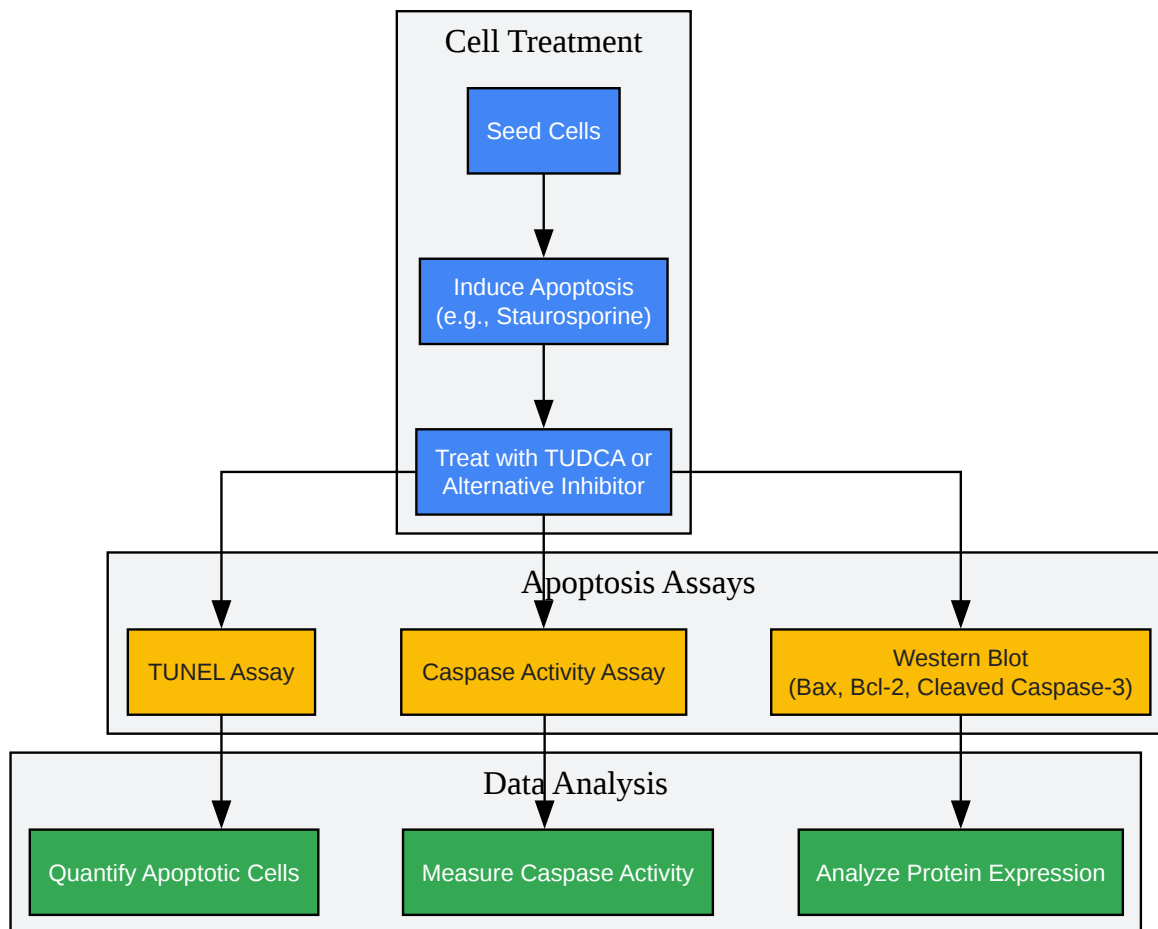 Cell Treatment
Seed Cells
Induce Apoptosis
(e.g., Staurosporine)
Treat with TUDCA or
Alternative Inhibitor
Apoptosis Assays
TUNEL Assay
Caspase Activity Assay
Western Blot
(Bax, Bcl-2, Cleaved Caspase-3)
Data Analysis
Quantify Apoptotic Cells
Measure Caspase Activity
Analyze Protein Expression